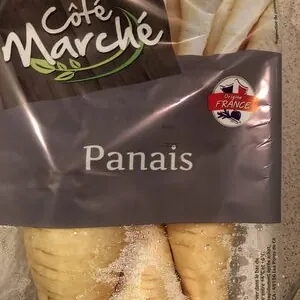 Côté
Marché
Origine
FRANCE
Panais